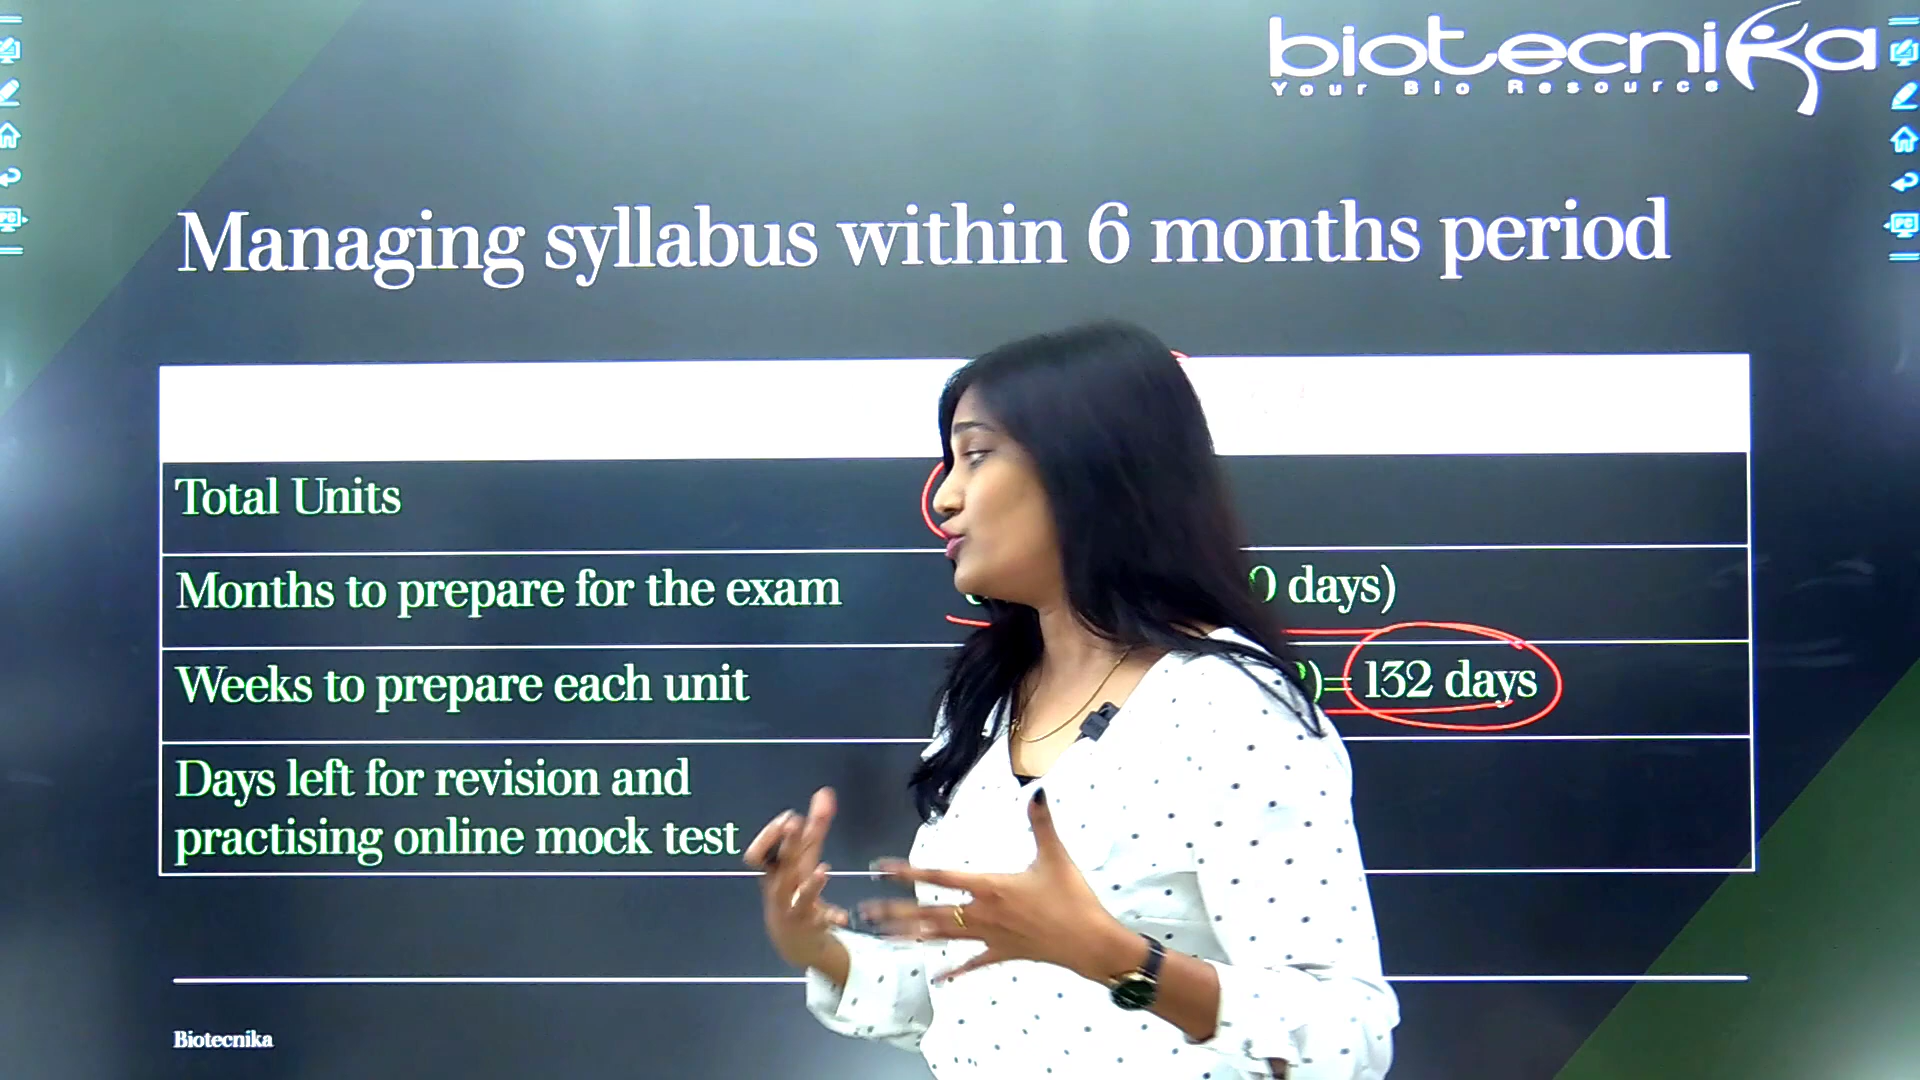 biotecnika
Your Bio Resource
Managing syllabus within 6 months period
Total Units
Months to prepare for the exam
0 days)
Weeks to prepare each unit
)= 132 days
Days left for revision and
practising online mock test
Biotecnika